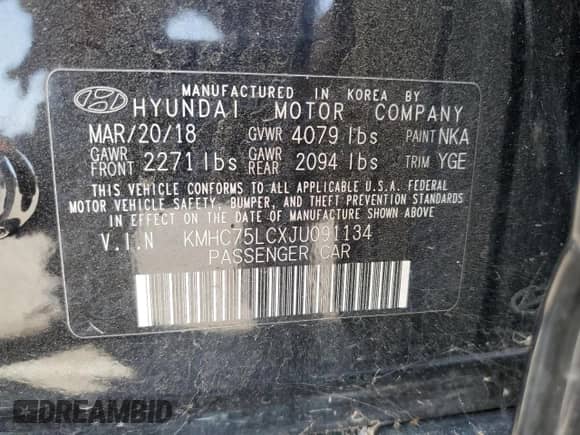 MANUFACTURED IN KOREA BY
HYUNDAI MOTOR COMPANY
MAR/20/18 GVWR 4079 lbs PAINT NKA
GAWR FRONT 2271 lbs GAWR REAR 2094 lbs TRIM YGE
THIS VEHICLE CONFORMS TO ALL APPLICABLE U.S.A. FEDERAL
MOTOR VEHICLE SAFETY, BUMPER, AND THEFT PREVENTION STANDARDS
IN EFFECT ON THE DATE OF MANUFACTURE SHOWN ABOVE.
V.I.N KMHC75LCXJU091134
PASSENGER CAR
DREAMBID